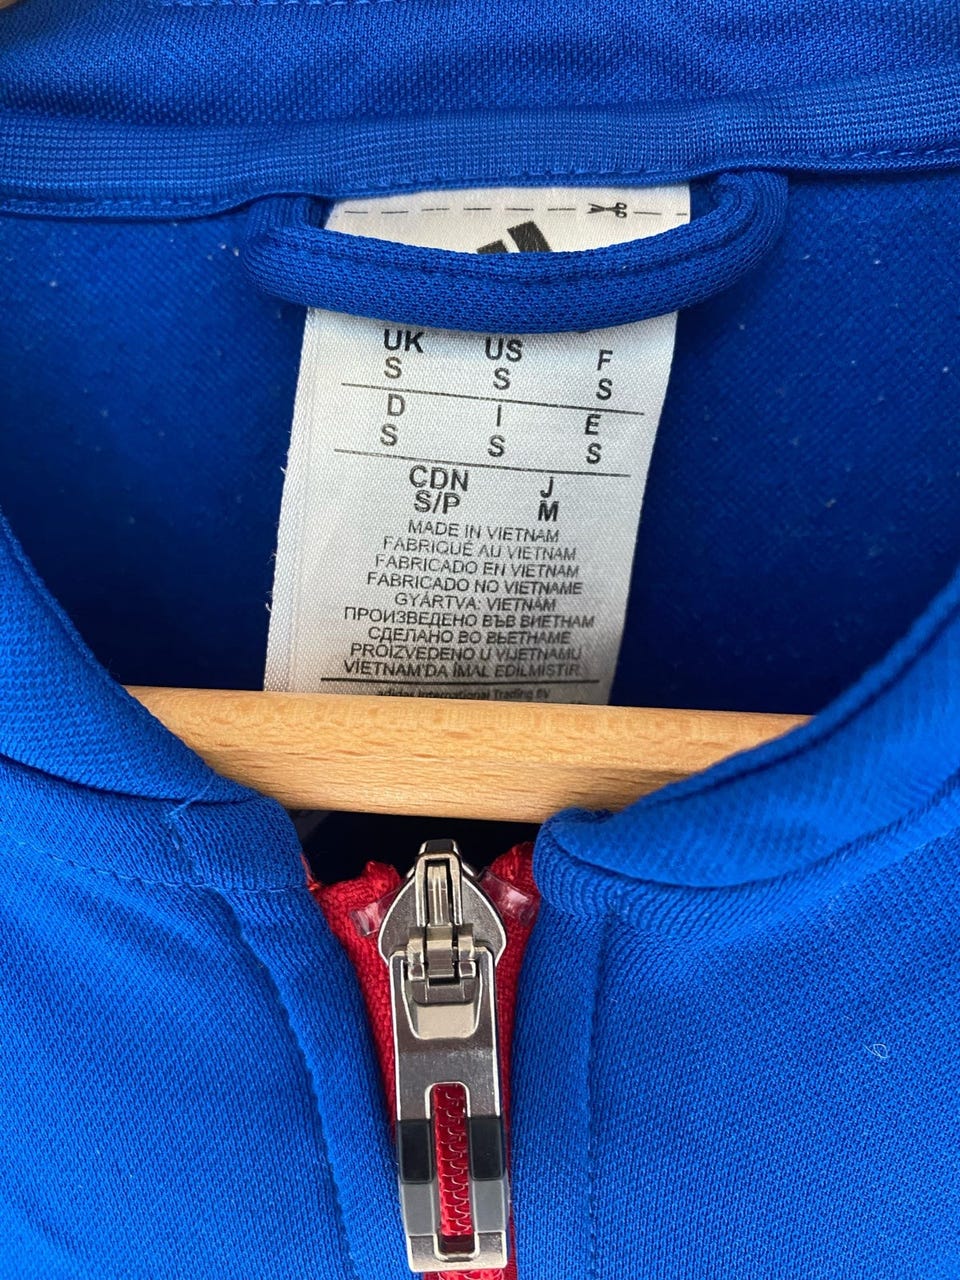 UK US F
S S S
D I E
S S S
CDN J
S/P M
MADE IN VIETNAM
FABRIQUÉ AU VIETNAM
FABRICADO EN VIETNAM
FABRICADO NO VIETNAME
GYÁRTVA: VIETNÁM
ПРОИЗВЕДЕНО ВЪВ ВИЕТНАМ
СДЕЛАНО ВО ВЬЕТНАМЕ
PROIZVEDENO U VIJETNAMU
VİETNAM'DA İMAL EDİLMİSTİR
adidas International Trading BV